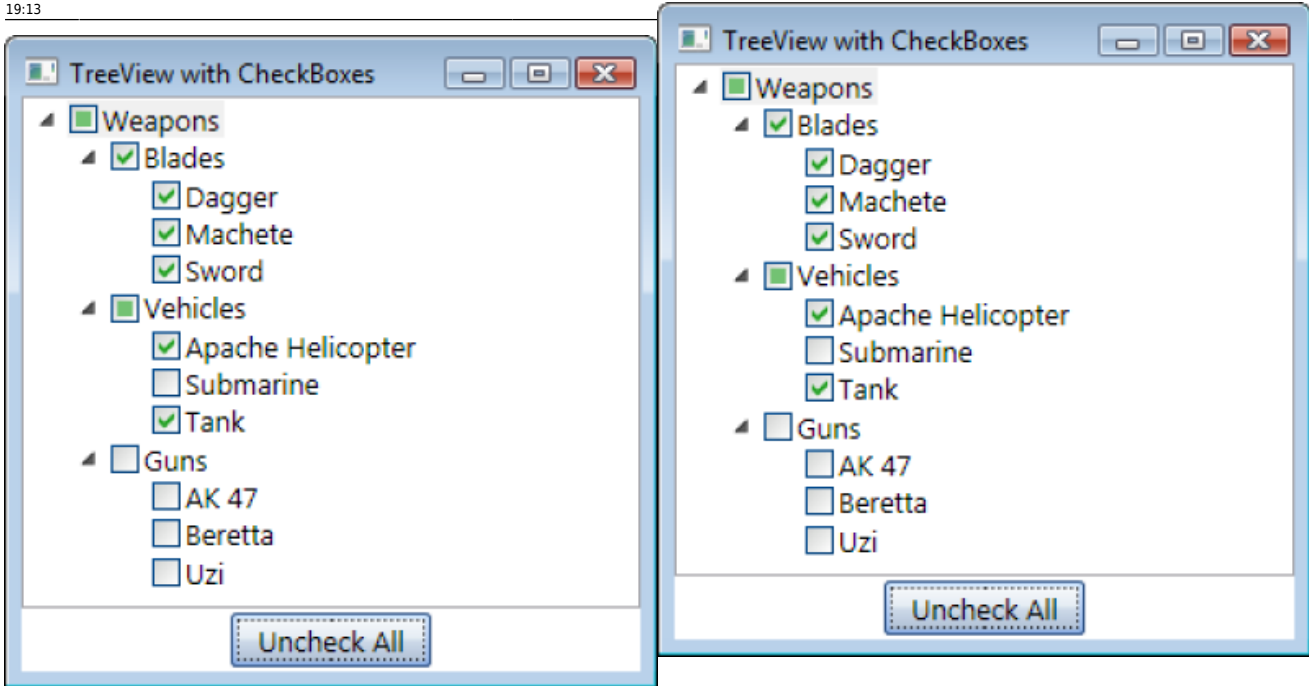 19:13
TreeView with CheckBoxes
Weapons
Blades
Dagger
Machete
Sword
Vehicles
Apache Helicopter
Submarine
Tank
Guns
AK 47
Beretta
Uzi
Uncheck All
TreeView with CheckBoxes
Weapons
Blades
Dagger
Machete
Sword
Vehicles
Apache Helicopter
Submarine
Tank
Guns
AK 47
Beretta
Uzi
Uncheck All